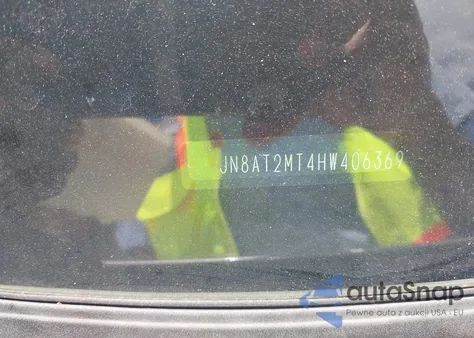 JN8AT2MT4HW406369
autoSnap
Pewne auta z aukcji USA i EU